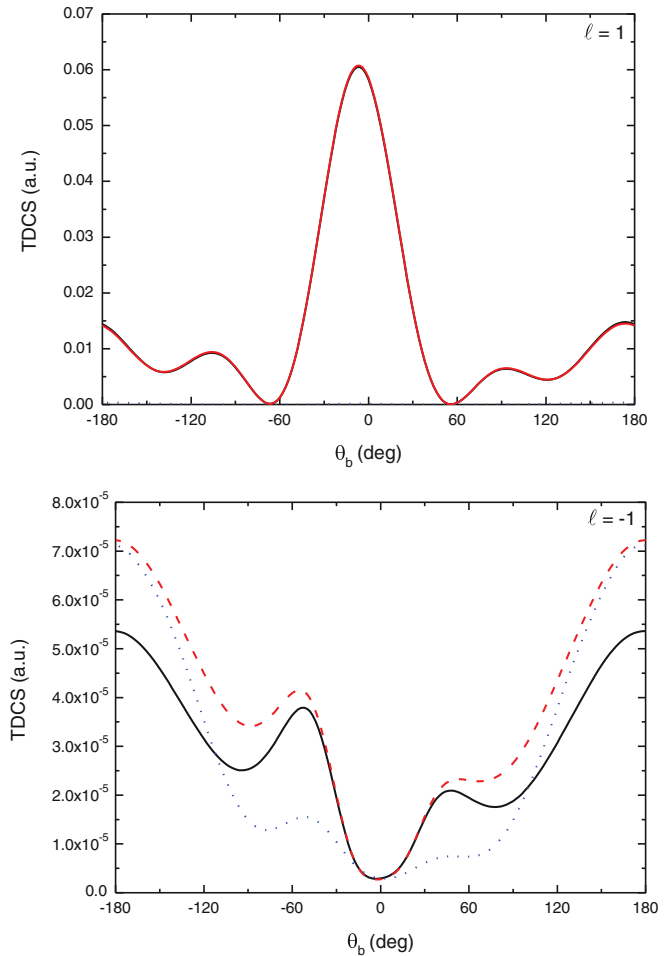 ℓ = 1
0.07
0.06
0.05
0.04
0.03
0.02
0.01
0.00
TDCS (a.u.)
-180 -120 -60 0 60 120 180
θb (deg)
ℓ = -1
8.0x10-5
7.0x10-5
6.0x10-5
5.0x10-5
4.0x10-5
3.0x10-5
2.0x10-5
1.0x10-5
0.0
TDCS (a.u.)
-180 -120 -60 0 60 120 180
θb (deg)